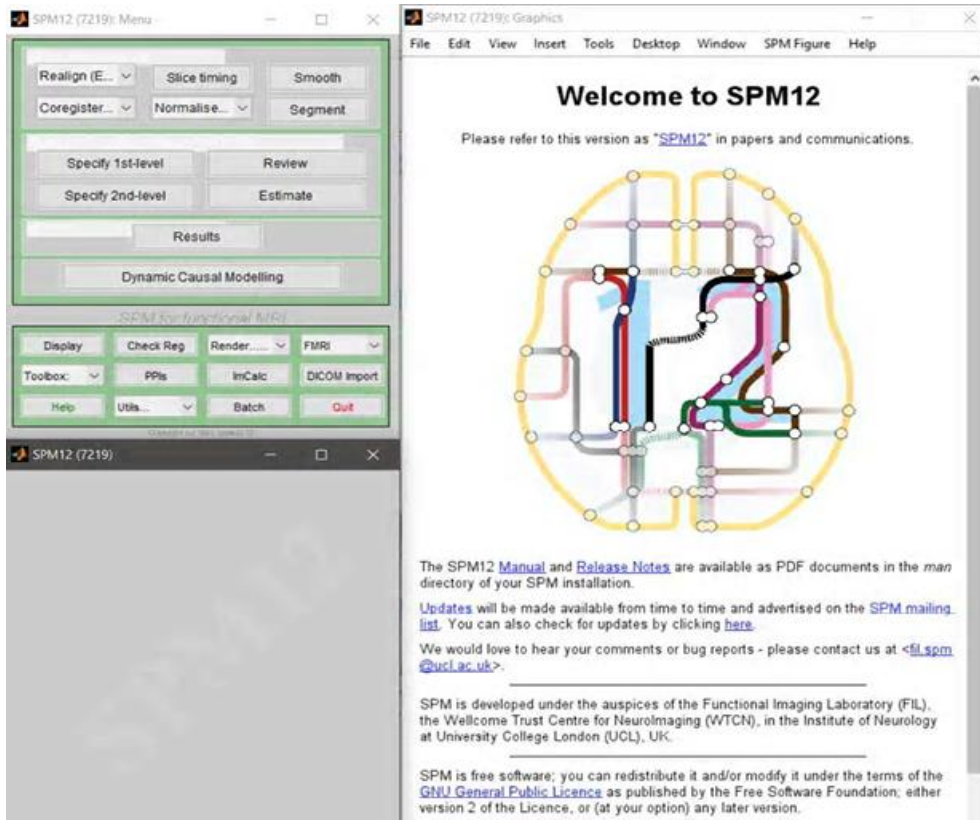 SPM12 (7219): Menu
Realign (E...
Slice timing
Smooth
Coregister...
Normalise...
Segment
Specify 1st-level
Review
Specify 2nd-level
Estimate
Results
Dynamic Causal Modelling
SPM for functional MRI
Display
Check Reg
Render......
FMRI
Toolbox:
PPIs
ImCalc
DICOM Import
Help
Utils...
Batch
Quit
SPM12 (7219)
SPM12
SPM12 (7219): Graphics
File Edit View Insert Tools Desktop Window SPM Figure Help
Welcome to SPM12
Please refer to this version as "SPM12" in papers and communications.
12
The SPM12 Manual and Release Notes are available as PDF documents in the man
directory of your SPM installation.
Updates will be made available from time to time and advertised on the SPM mailing
list. You can also check for updates by clicking here.
We would love to hear your comments or bug reports - please contact us at <fil.spm
@ucl.ac.uk>.
SPM is developed under the auspices of the Functional Imaging Laboratory (FIL),
the Wellcome Trust Centre for NeuroImaging (WTCN), in the Institute of Neurology
at University College London (UCL), UK.
SPM is free software; you can redistribute it and/or modify it under the terms of the
GNU General Public Licence as published by the Free Software Foundation; either
version 2 of the Licence, or (at your option) any later version.